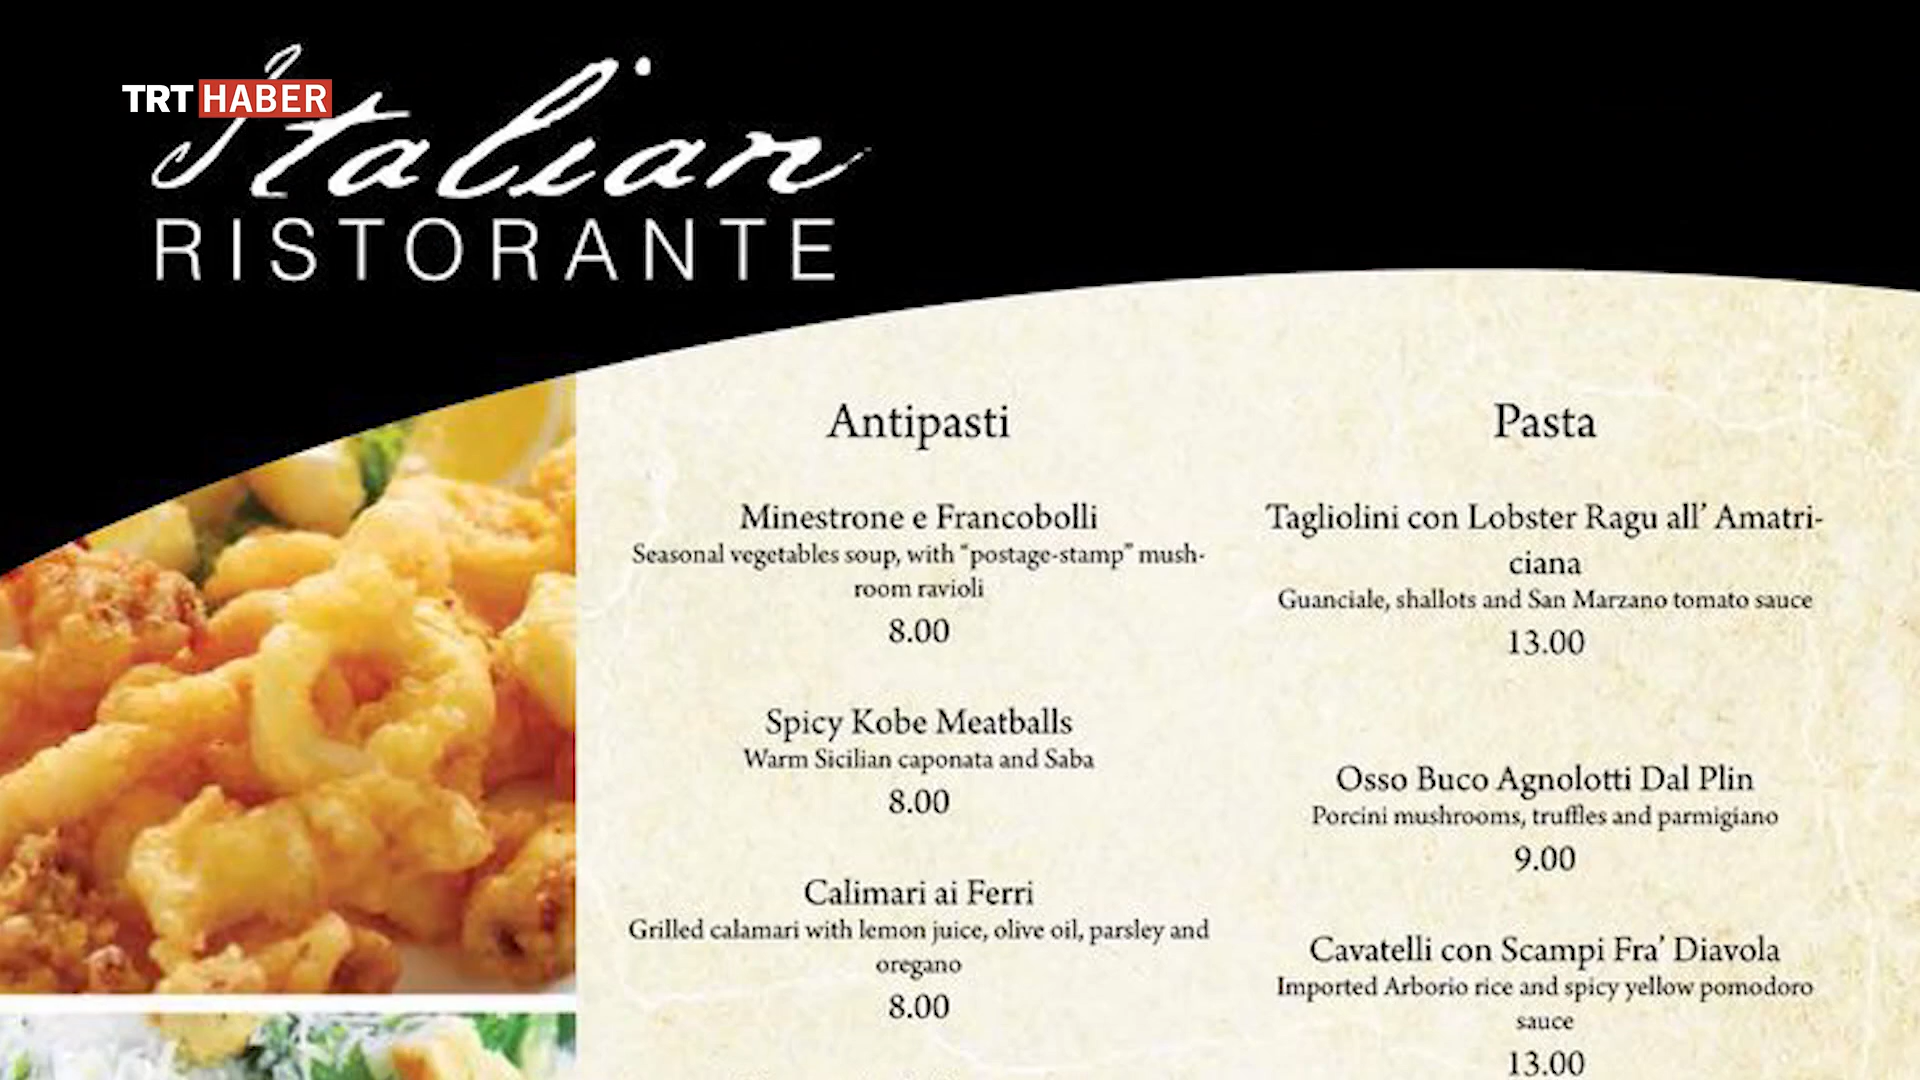 TRT HABER
Italian
RISTORANTE
Antipasti
Minestrone e Francobolli
Seasonal vegetables soup, with “postage-stamp” mush-
room ravioli
8.00
Spicy Kobe Meatballs
Warm Sicilian caponata and Saba
8.00
Calimari ai Ferri
Grilled calamari with lemon juice, olive oil, parsley and
oregano
8.00
Pasta
Tagliolini con Lobster Ragu all’ Amatri-
ciana
Guanciale, shallots and San Marzano tomato sauce
13.00
Osso Buco Agnolotti Dal Plin
Porcini mushrooms, truffles and parmigiano
9.00
Cavatelli con Scampi Fra’ Diavola
Imported Arborio rice and spicy yellow pomodoro
sauce
13.00